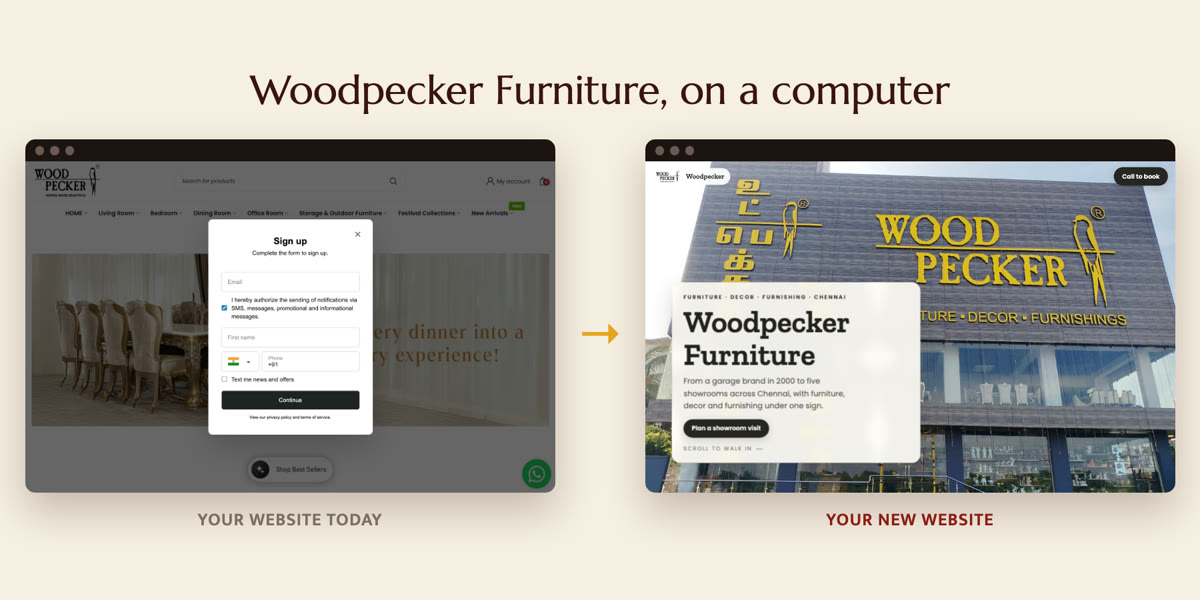 Woodpecker Furniture, on a computer
WOOD
PECKER
®
Search for products
My account
HOME
Living Room
Bedroom
Dining Room
Office Room
Storage & Outdoor Furniture
Festival Collections
New Arrivals
Sign up
Complete the form to sign up.
Email
I hereby authorize the sending of notifications via
SMS, messages, promotional and informational
messages.
First name
Phone
+91
Text me news and offers
Continue
View our privacy policy and terms of service.
ery dinner into a
ry experience!
Shop Best Sellers
YOUR WEBSITE TODAY
WOOD
PECKER
Woodpecker
Call to book
உ
ட்
பெ
க்
®
WOOD
PECKER
®
TURE • DECOR • FURNISHINGS
FURNITURE · DECOR · FURNISHING · CHENNAI
Woodpecker
Furniture
From a garage brand in 2000 to five
showrooms across Chennai, with furniture,
decor and furnishing under one sign.
Plan a showroom visit
SCROLL TO WALK IN —
YOUR NEW WEBSITE